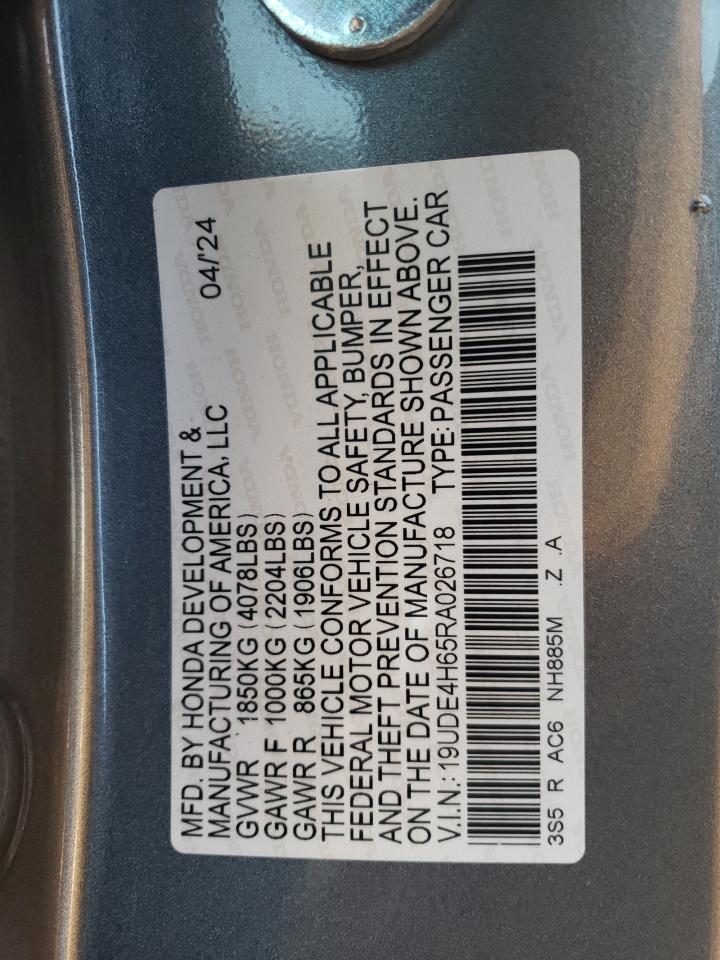 MFD. BY HONDA DEVELOPMENT &
MANUFACTURING OF AMERICA, LLC 04/'24
GVWR 1850KG (4078LBS)
GAWR F 1000KG (2204LBS)
GAWR R 865KG (1906LBS)
THIS VEHICLE CONFORMS TO ALL APPLICABLE
FEDERAL MOTOR VEHICLE SAFETY, BUMPER,
AND THEFT PREVENTION STANDARDS IN EFFECT
ON THE DATE OF MANUFACTURE SHOWN ABOVE.
V.I.N.: 19UDE4H65RA026718 TYPE: PASSENGER CAR
3S5 R AC6 NH885M .Z .A